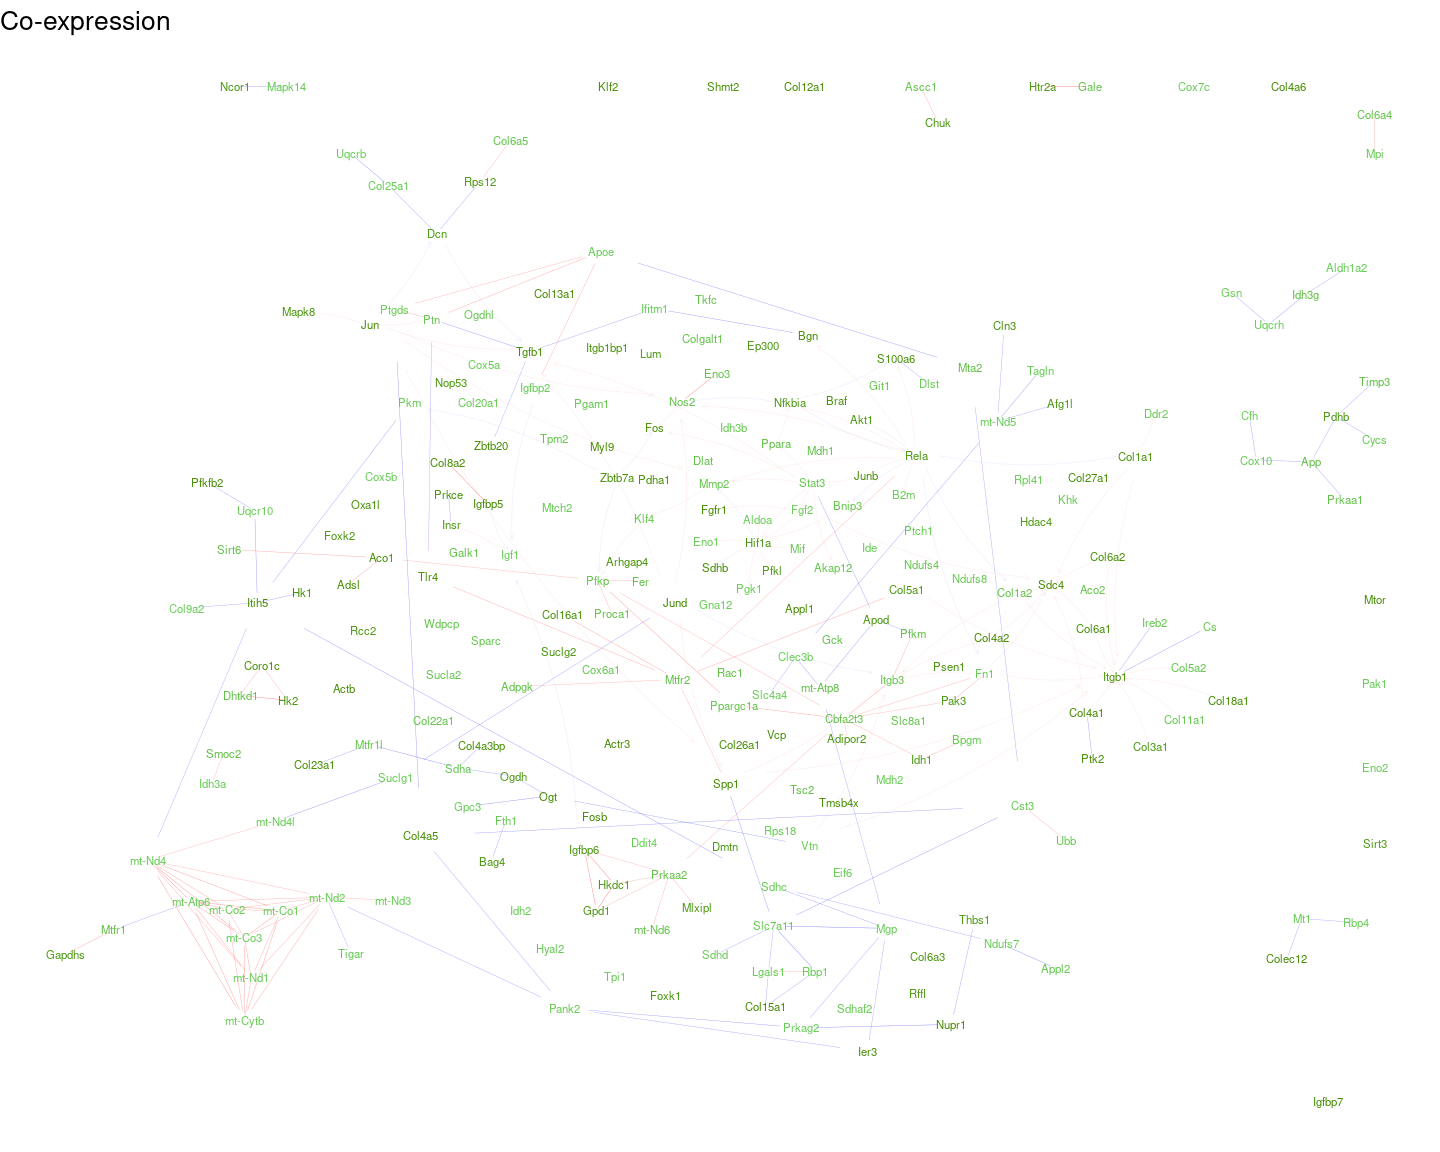 Co-expression
Ncor1
Mapk14
Klf2
Shmt2
Col12a1
Ascc1
Htr2a
Gale
Cox7c
Col4a6
Col6a4
Chuk
Col6a5
Uqcrb
Mpi
Rps12
Col25a1
Dcn
Apoe
Aldh1a2
Col13a1
Gsn
Idh3g
Tkfc
Mapk8
Ptgds
Ifitm1
Ogdhl
Ptn
Jun
Uqcrh
Cln3
Bgn
Colgalt1
Ep300
Itgb1bp1
Tgfb1
Lum
S100a6
Cox5a
Mta2
Tagln
Eno3
Nop53
Igfbp2
Git1
Dlst
Timp3
Pkm
Col20a1
Pgam1
Nos2
Nfkbia
Braf
Afg1l
Ddr2
Cfh
Pdhb
Akt1
mt-Nd5
Fos
Idh3b
Tpm2
Cycs
Zbtb20
Myl9
Ppara
Mdh1
Rela
Col1a1
Col8a2
Dlat
Cox10
App
Cox5b
Zbtb7a
Pdha1
Junb
Col27a1
Rpl41
Pfkfb2
Mmp2
Stat3
Prkce
B2m
Khk
Prkaa1
Oxa1l
Igfbp5
Mtch2
Uqcr10
Fgfr1
Fgf2
Bnip3
Klf4
Aldoa
Hdac4
Insr
Ptch1
Foxk2
Eno1
Hif1a
Mif
Ide
Sirt6
Galk1
Igf1
Aco1
Arhgap4
Sdhb
Pfkl
Akap12
Ndufs4
Col6a2
Tlr4
Pfkp
Fer
Ndufs8
Adsl
Pgk1
Col5a1
Col1a2
Sdc4
Aco2
Hk1
Itih5
Col9a2
Jund
Gna12
Appl1
Mtor
Col16a1
Proca1
Apod
Wdpcp
Ireb2
Cs
Rcc2
Pfkm
Col6a1
Sparc
Gck
Col4a2
Suclg2
Clec3b
Coro1c
Psen1
Col5a2
Sucla2
Cox6a1
Rac1
Fn1
Itgb1
Mtfr2
Itgb3
Pak1
Adpgk
Actb
mt-Atp8
Dhtkd1
Slc4a4
Hk2
Ppargc1a
Pak3
Col18a1
Col4a1
Col22a1
Cbfa2t3
Slc8a1
Col11a1
Vcp
Adipor2
Bpgm
Mtfr1l
Col4a3bp
Actr3
Col26a1
Col3a1
Smoc2
Idh1
Ptk2
Col23a1
Sdha
Eno2
Suclg1
Ogdh
Idh3a
Spp1
Mdh2
Tsc2
Ogt
Gpc3
Tmsb4x
Cst3
mt-Nd4l
Fth1
Fosb
Rps18
Col4a5
Ubb
Ddit4
Dmtn
Vtn
Sirt3
Igfbp6
mt-Nd4
Bag4
Eif6
Prkaa2
Hkdc1
Sdhc
mt-Nd2
mt-Nd3
mt-Atp6
mt-Co2
mt-Co1
Idh2
Gpd1
Mlxipl
Thbs1
Mt1
Rbp4
Mtfr1
mt-Nd6
Slc7a11
Mgp
mt-Co3
Ndufs7
Hyal2
Gapdhs
Tigar
Sdhd
Col6a3
Colec12
Appl2
mt-Nd1
Tpi1
Lgals1
Rbp1
Foxk1
Rffl
Pank2
Col15a1
Sdhaf2
mt-Cytb
Prkag2
Nupr1
Ier3
Igfbp7